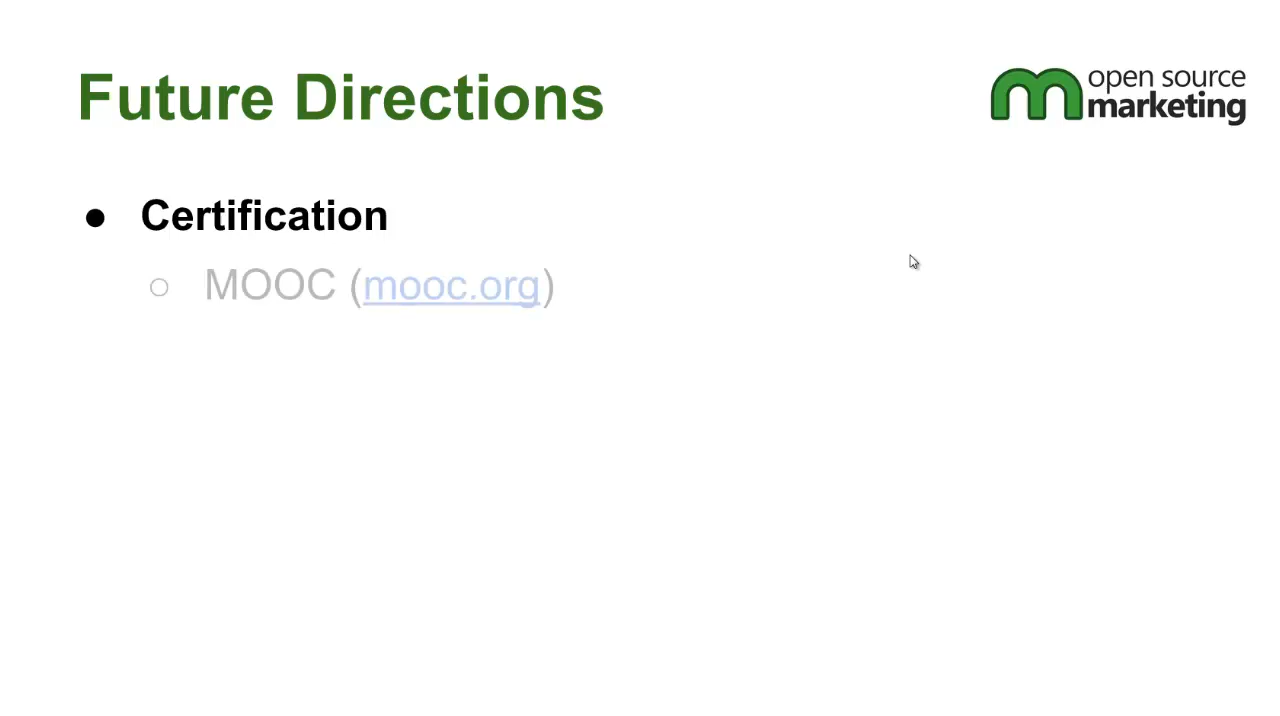 Future Directions
open source
marketing
● Certification
○ MOOC (mooc.org)